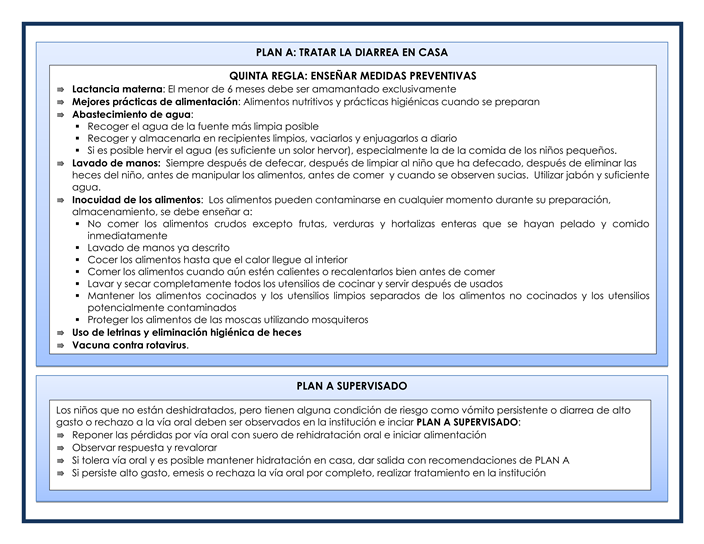 PLAN A: TRATAR LA DIARREA EN CASA
QUINTA REGLA: ENSEÑAR MEDIDAS PREVENTIVAS
⇛ Lactancia materna: El menor de 6 meses debe ser amamantado exclusivamente
⇛ Mejores prácticas de alimentación: Alimentos nutritivos y prácticas higiénicas cuando se preparan
⇛ Abastecimiento de agua:
▪ Recoger el agua de la fuente más limpia posible
▪ Recoger y almacenarla en recipientes limpios, vaciarlos y enjuagarlos a diario
▪ Si es posible hervir el agua (es suficiente un solor hervor), especialmente la de la comida de los niños pequeños.
⇛ Lavado de manos: Siempre después de defecar, después de limpiar al niño que ha defecado, después de eliminar las
heces del niño, antes de manipular los alimentos, antes de comer y cuando se observen sucias. Utilizar jabón y suficiente
agua.
⇛ Inocuidad de los alimentos: Los alimentos pueden contaminarse en cualquier momento durante su preparación,
almacenamiento, se debe enseñar a:
▪ No comer los alimentos crudos excepto frutas, verduras y hortalizas enteras que se hayan pelado y comido
inmediatamente
▪ Lavado de manos ya descrito
▪ Cocer los alimentos hasta que el calor llegue al interior
▪ Comer los alimentos cuando aún estén calientes o recalentarlos bien antes de comer
▪ Lavar y secar completamente todos los utensilios de cocinar y servir después de usados
▪ Mantener los alimentos cocinados y los utensilios limpios separados de los alimentos no cocinados y los utensilios
potencialmente contaminados
▪ Proteger los alimentos de las moscas utilizando mosquiteros
⇛ Uso de letrinas y eliminación higiénica de heces
⇛ Vacuna contra rotavirus.
PLAN A SUPERVISADO
Los niños que no están deshidratados, pero tienen alguna condición de riesgo como vómito persistente o diarrea de alto
gasto o rechazo a la vía oral deben ser observados en la institución e inciar PLAN A SUPERVISADO:
⇛ Reponer las pérdidas por vía oral con suero de rehidratación oral e iniciar alimentación
⇛ Observar respuesta y revalorar
⇛ Si tolera vía oral y es posible mantener hidratación en casa, dar salida con recomendaciones de PLAN A
⇛ Si persiste alto gasto, emesis o rechaza la vía oral por completo, realizar tratamiento en la institución